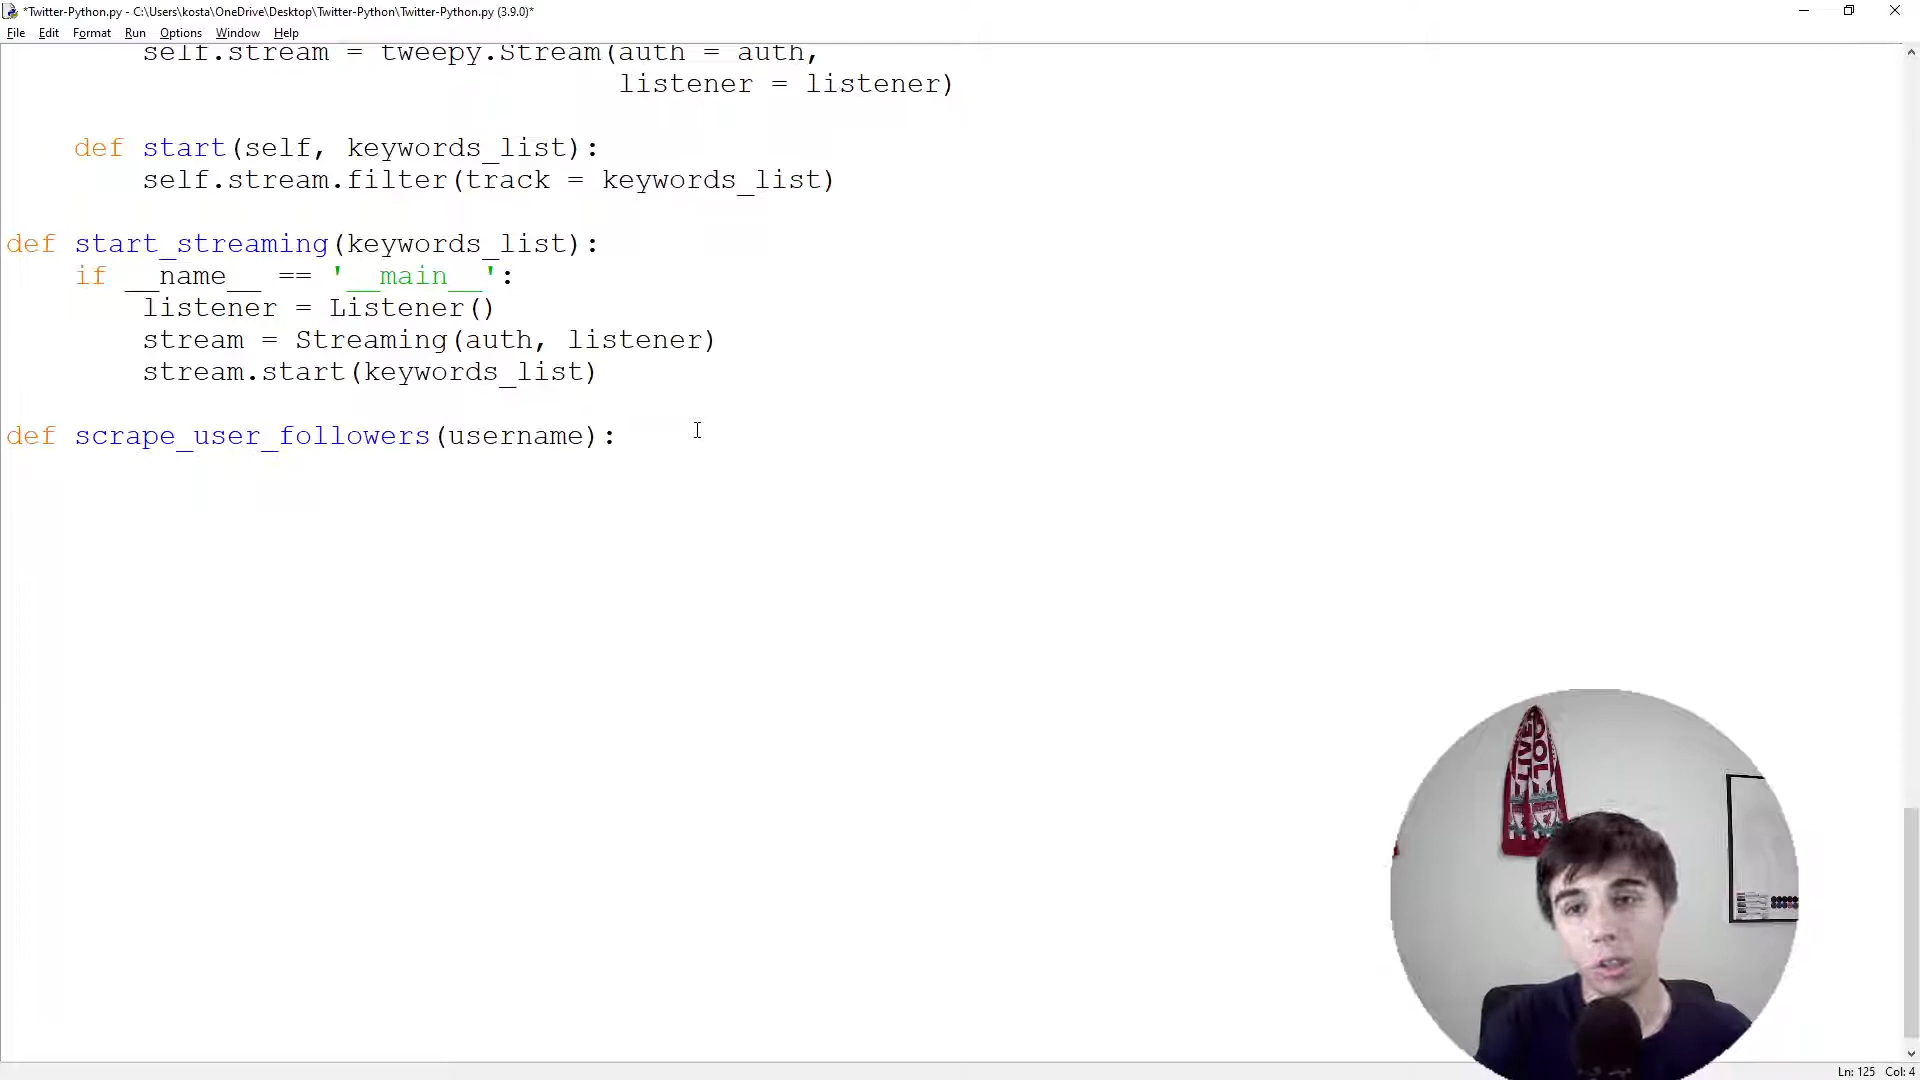 *Twitter-Python.py - C:\Users\kosta\OneDrive\Desktop\Twitter-Python\Twitter-Python.py (3.9.0)*
File Edit Format Run Options Window Help
self.stream = tweepy.Stream(auth = auth,
listener = listener)
def start(self, keywords_list):
self.stream.filter(track = keywords_list)
def start_streaming(keywords_list):
if __name__ == '__main__':
listener = Listener()
stream = Streaming(auth, listener)
stream.start(keywords_list)
def scrape_user_followers(username):
Ln: 125 Col: 4